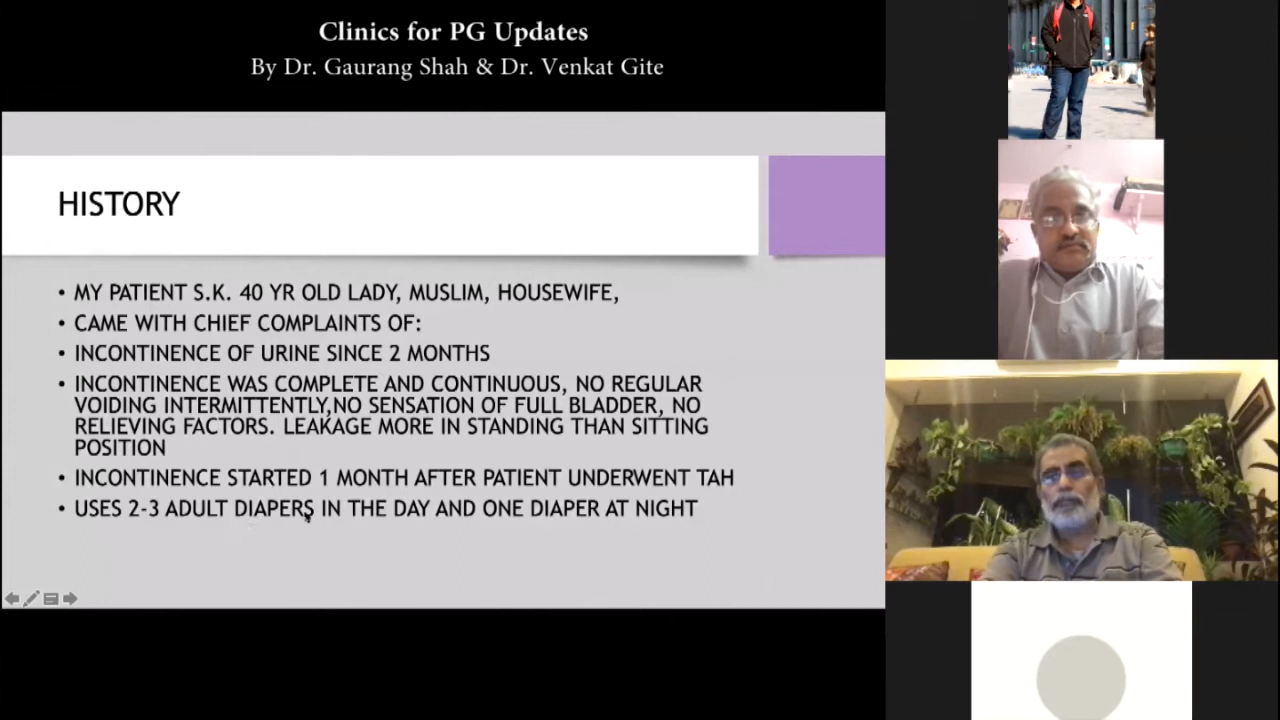 Clinics for PG Updates
By Dr. Gaurang Shah & Dr. Venkat Gite
HISTORY
• MY PATIENT S.K. 40 YR OLD LADY, MUSLIM, HOUSEWIFE,
• CAME WITH CHIEF COMPLAINTS OF:
• INCONTINENCE OF URINE SINCE 2 MONTHS
• INCONTINENCE WAS COMPLETE AND CONTINUOUS, NO REGULAR
VOIDING INTERMITTENTLY,NO SENSATION OF FULL BLADDER, NO
RELIEVING FACTORS. LEAKAGE MORE IN STANDING THAN SITTING
POSITION
• INCONTINENCE STARTED 1 MONTH AFTER PATIENT UNDERWENT TAH
• USES 2-3 ADULT DIAPERS IN THE DAY AND ONE DIAPER AT NIGHT